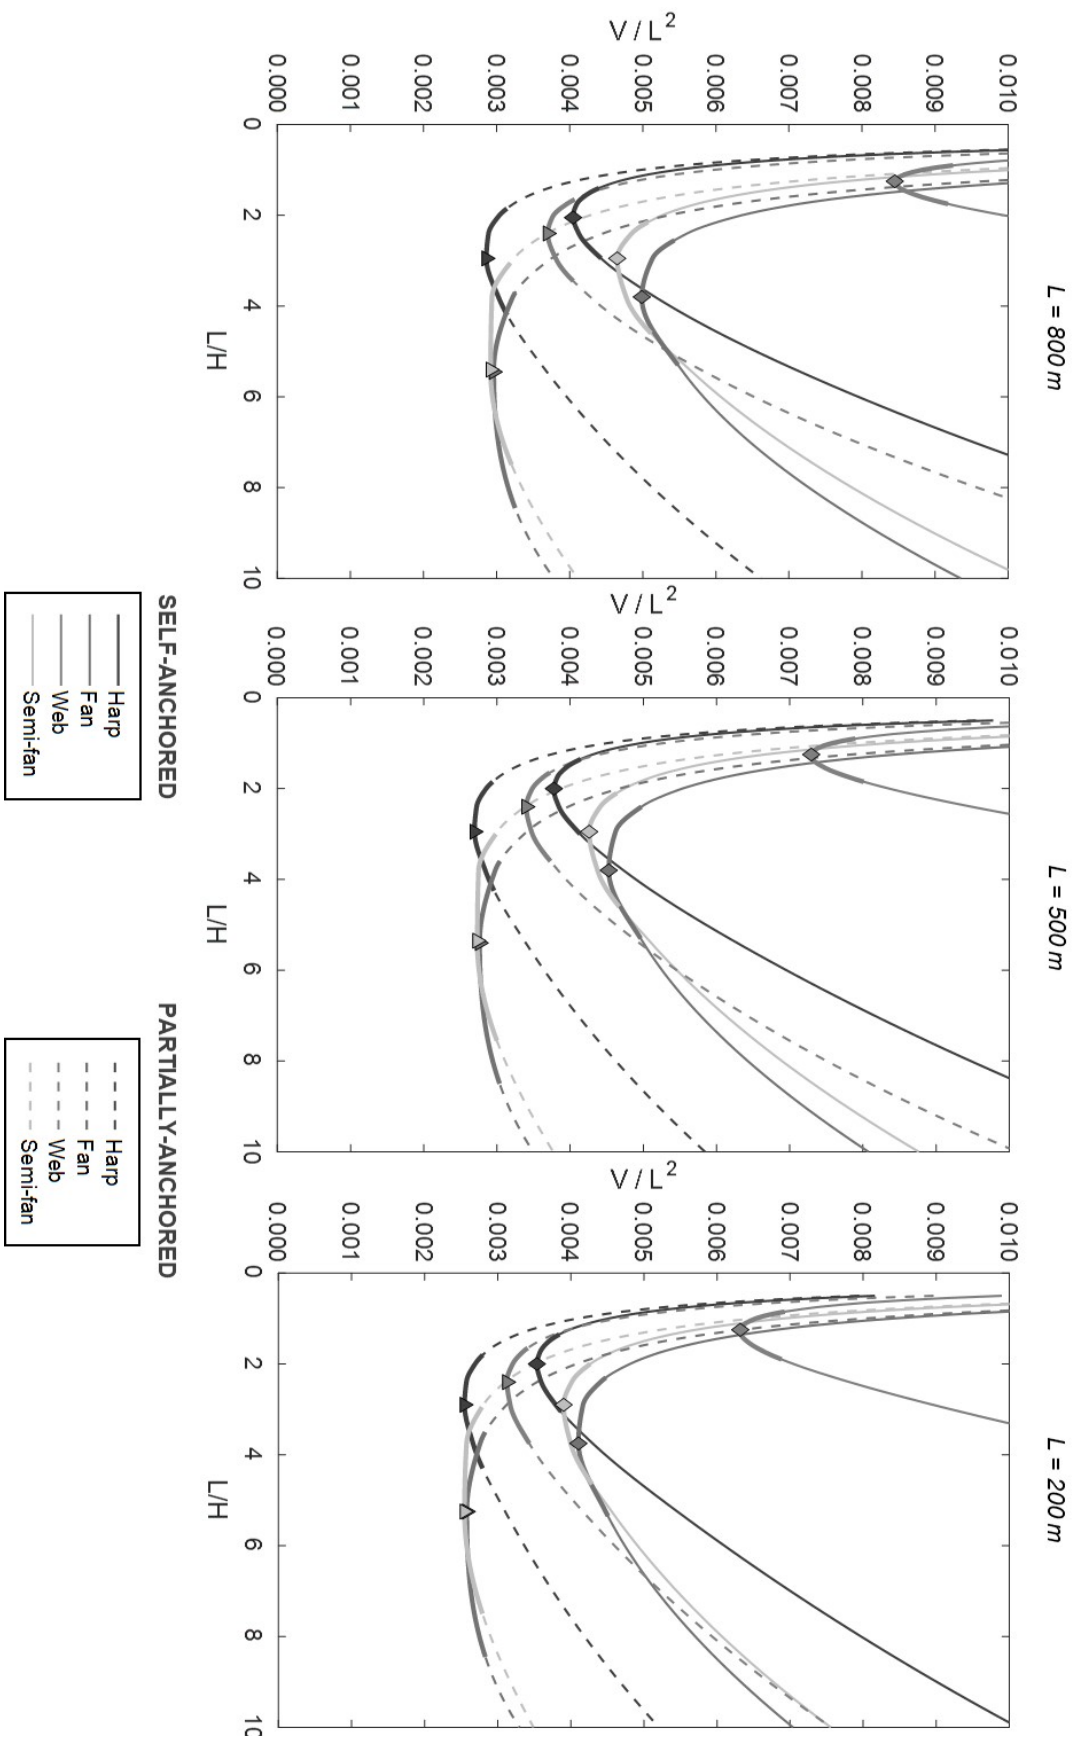 L = 800 m
V / L²
0.010
0.009
0.008
0.007
0.006
0.005
0.004
0.003
0.002
0.001
0.000
0
2
4
6
8
10
L/H
L = 500 m
V / L²
0.010
0.009
0.008
0.007
0.006
0.005
0.004
0.003
0.002
0.001
0.000
0
2
4
6
8
10
L/H
L = 200 m
V / L²
0.010
0.009
0.008
0.007
0.006
0.005
0.004
0.003
0.002
0.001
0.000
0
2
4
6
8
10
L/H
SELF-ANCHORED
Harp
Fan
Web
Semi-fan
PARTIALLY-ANCHORED
Harp
Fan
Web
Semi-fan